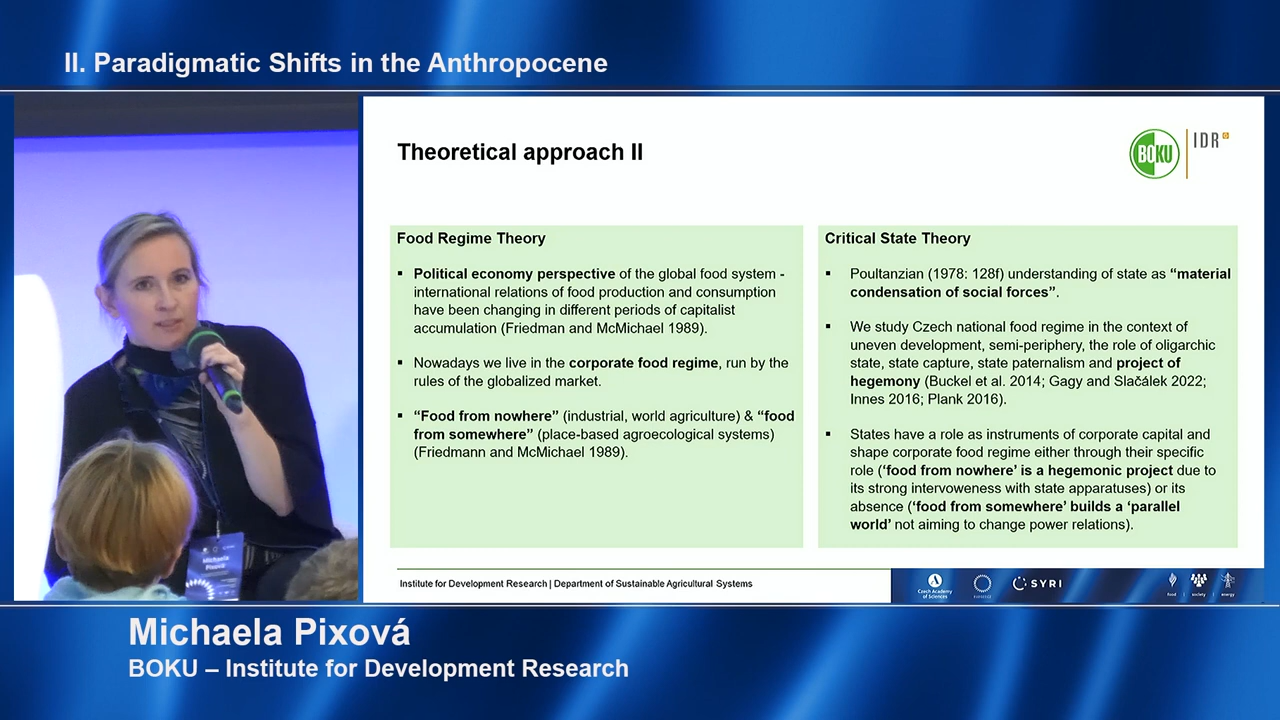 II. Paradigmatic Shifts in the Anthropocene
Theoretical approach II
BOKU
IDR
Food Regime Theory
▪ Political economy perspective of the global food system -
international relations of food production and consumption
have been changing in different periods of capitalist
accumulation (Friedman and McMichael 1989).
▪ Nowadays we live in the corporate food regime, run by the
rules of the globalized market.
▪ “Food from nowhere” (industrial, world agriculture) & “food
from somewhere” (place-based agroecological systems)
(Friedmann and McMichael 1989).
Critical State Theory
▪ Poultanzian (1978: 128f) understanding of state as “material
condensation of social forces”.
▪ We study Czech national food regime in the context of
uneven development, semi-periphery, the role of oligarchic
state, state capture, state paternalism and project of
hegemony (Buckel et al. 2014; Gagy and Slačálek 2022;
Innes 2016; Plank 2016).
▪ States have a role as instruments of corporate capital and
shape corporate food regime either through their specific
role (‘food from nowhere’ is a hegemonic project due to
its strong intervoweness with state apparatuses) or its
absence (‘food from somewhere’ builds a ‘parallel
world’ not aiming to change power relations).
Michaela
Pixová
Institute for Development Research | Department of Sustainable Agricultural Systems
Czech Academy
of Sciences
SYRI
food | society | energy
Michaela Pixová
BOKU – Institute for Development Research